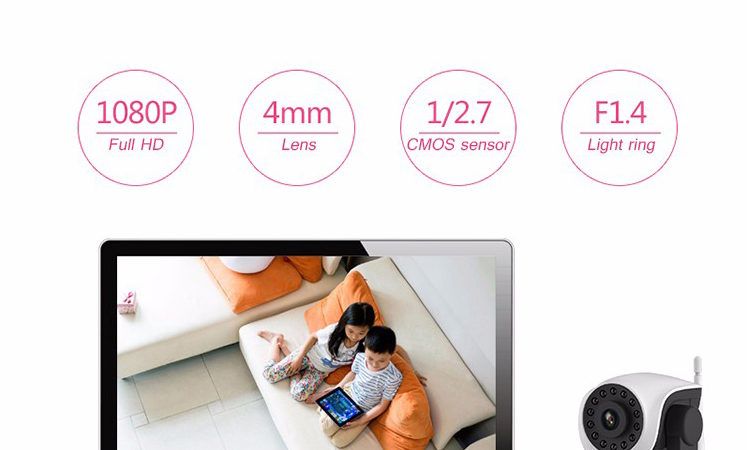 1080P
Full HD
4mm
Lens
1/2.7
CMOS sensor
F1.4
Light ring